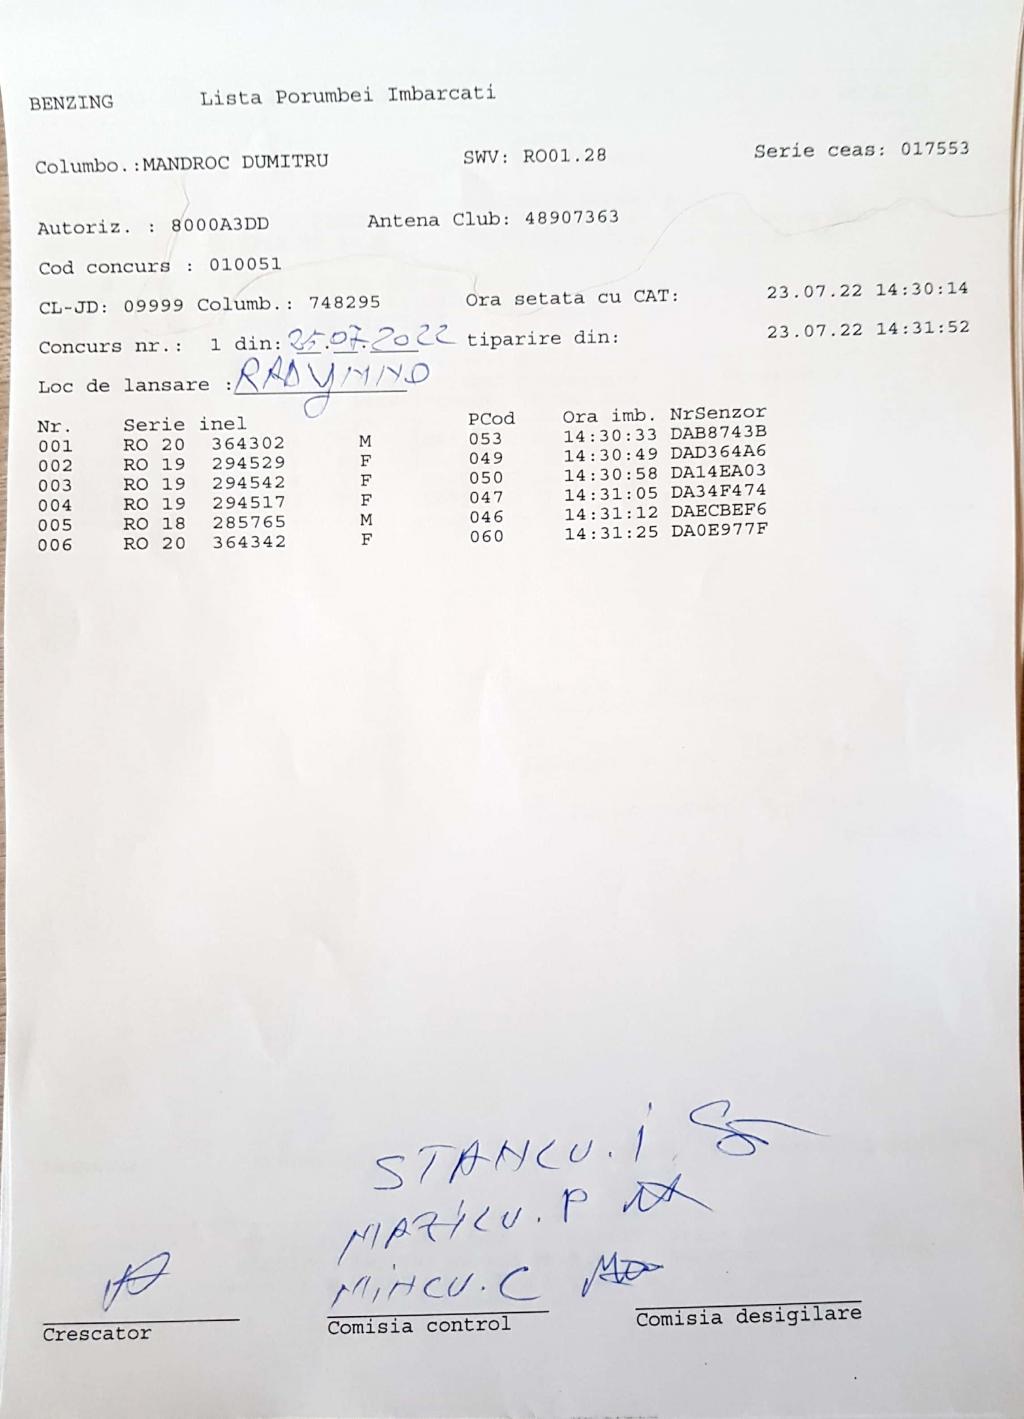 BENZING Lista Porumbei Imbarcati
Columbo.:MANDROC DUMITRU SWV: RO01.28 Serie ceas: 017553
Autoriz. : 8000A3DD Antena Club: 48907363
Cod concurs : 010051
CL-JD: 09999 Columb.: 748295 Ora setata cu CAT: 23.07.22 14:30:14
Concurs nr.: 1 din: 25.07.2022 tiparire din: 23.07.22 14:31:52
Loc de lansare : RADYMNO
Nr. Serie inel PCod Ora imb. NrSenzor
001 RO 20 364302 M 053 14:30:33 DAB8743B
002 RO 19 294529 F 049 14:30:49 DAD364A6
003 RO 19 294542 F 050 14:30:58 DA14EA03
004 RO 19 294517 F 047 14:31:05 DA34F474
005 RO 18 285765 M 046 14:31:12 DAECBEF6
006 RO 20 364342 F 060 14:31:25 DA0E977F
STANCU. I
MAZILU. P
MINCU. C
Crescator Comisia control Comisia desigilare